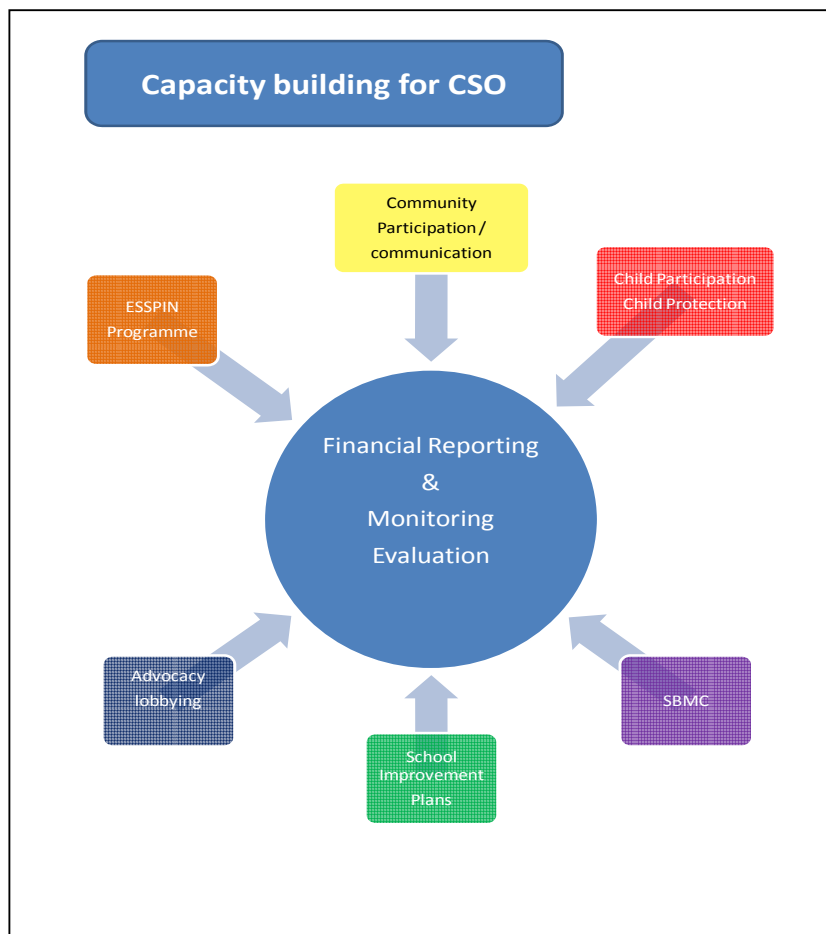 Capacity building for CSO
Community
Participation /
communication
Child Participation
Child Protection
ESSPIN
Programme
Financial Reporting
&
Monitoring
Evaluation
Advocacy
lobbying
SBMC
School
Improvement
Plans